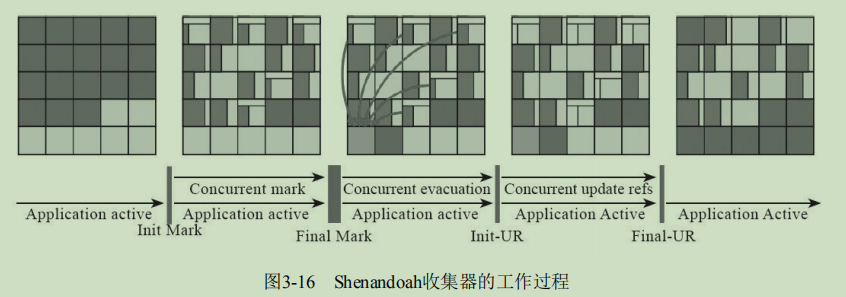 Concurrent mark
Concurrent evacuation
Concurrent update refs
Application active
Application active
Application active
Application Active
Application Active
Init Mark
Final Mark
Init-UR
Final-UR
图3-16 Shenandoah收集器的工作过程